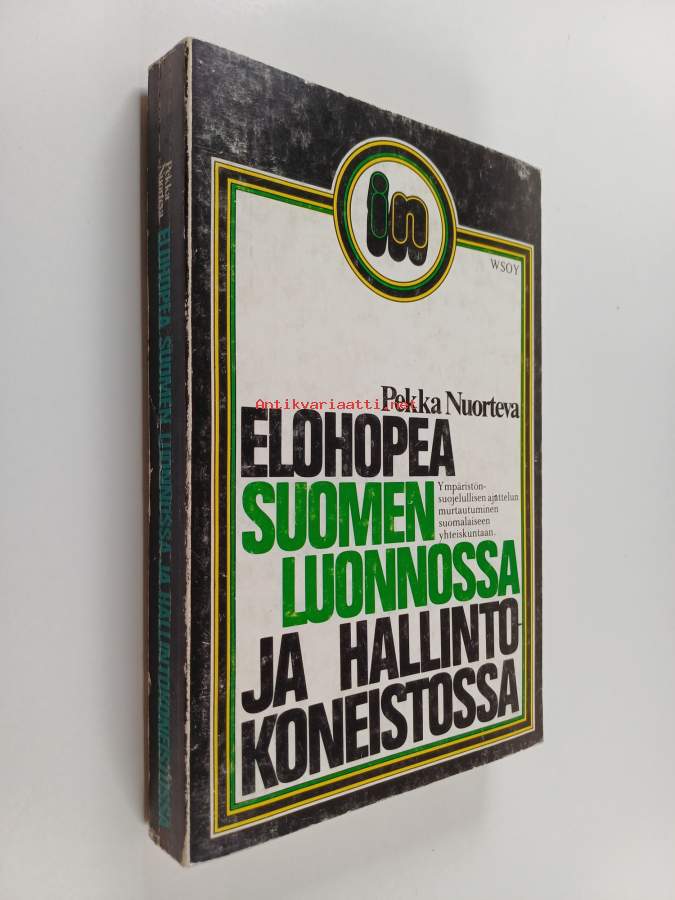 in
WSOY
Pekka Nuorteva
Antikvariaatti.net
ELOHOPEA
SUOMEN
LUONNOSSA
JA HALLINTO-
KONEISTOSSA
Ympäristön-
suojelullisen ajattelun
murtautuminen
suomalaiseen
yhteiskuntaan.
Pekka
Nuorteva
ELOHOPEA SUOMEN LUONNOSSA JA HALLINTOKONEISTOSSA